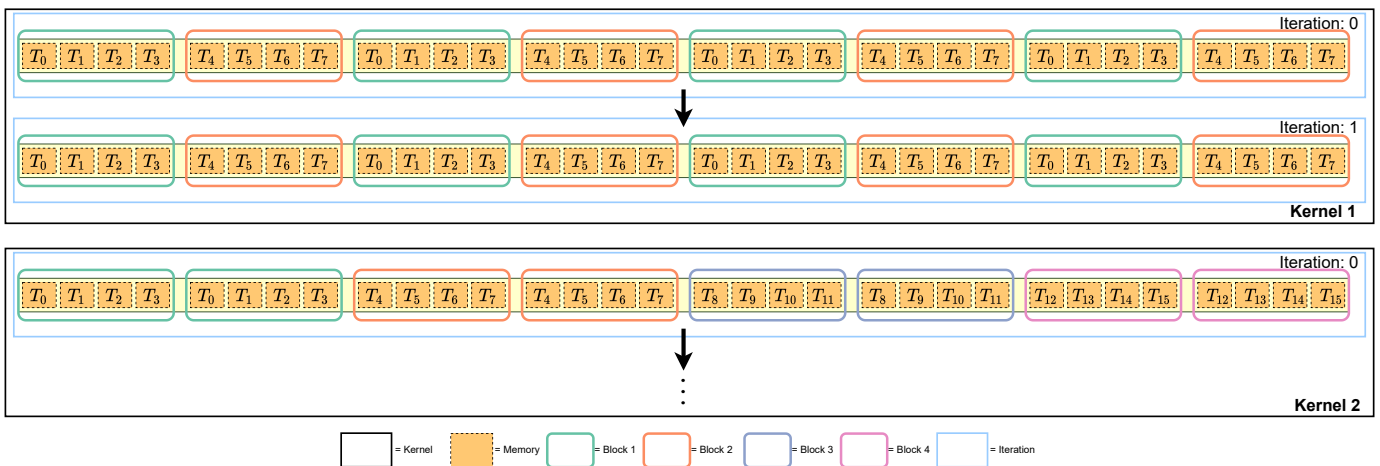 Iteration: 0
T0 T1 T2 T3 T4 T5 T6 T7 T0 T1 T2 T3 T4 T5 T6 T7 T0 T1 T2 T3 T4 T5 T6 T7 T0 T1 T2 T3 T4 T5 T6 T7
Iteration: 1
T0 T1 T2 T3 T4 T5 T6 T7 T0 T1 T2 T3 T4 T5 T6 T7 T0 T1 T2 T3 T4 T5 T6 T7 T0 T1 T2 T3 T4 T5 T6 T7
Kernel 1
Iteration: 0
T0 T1 T2 T3 T0 T1 T2 T3 T4 T5 T6 T7 T4 T5 T6 T7 T8 T9 T10 T11 T8 T9 T10 T11 T12 T13 T14 T15 T12 T13 T14 T15
⋮
Kernel 2
= Kernel = Memory = Block 1 = Block 2 = Block 3 = Block 4 = Iteration